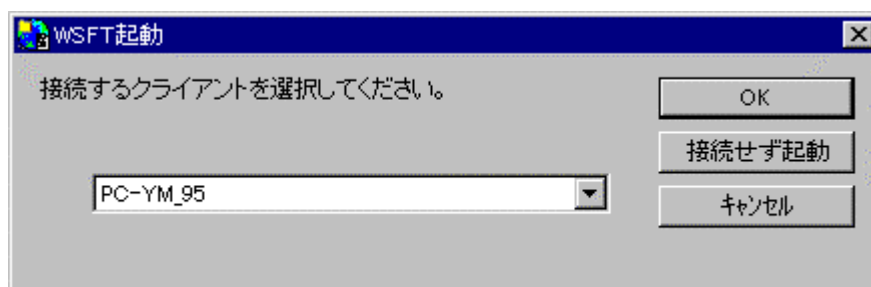 WSFT起動
接続するクライアントを選択してください。
OK
接続せず起動
PC-YM_95
ｷｬﾝｾﾙ